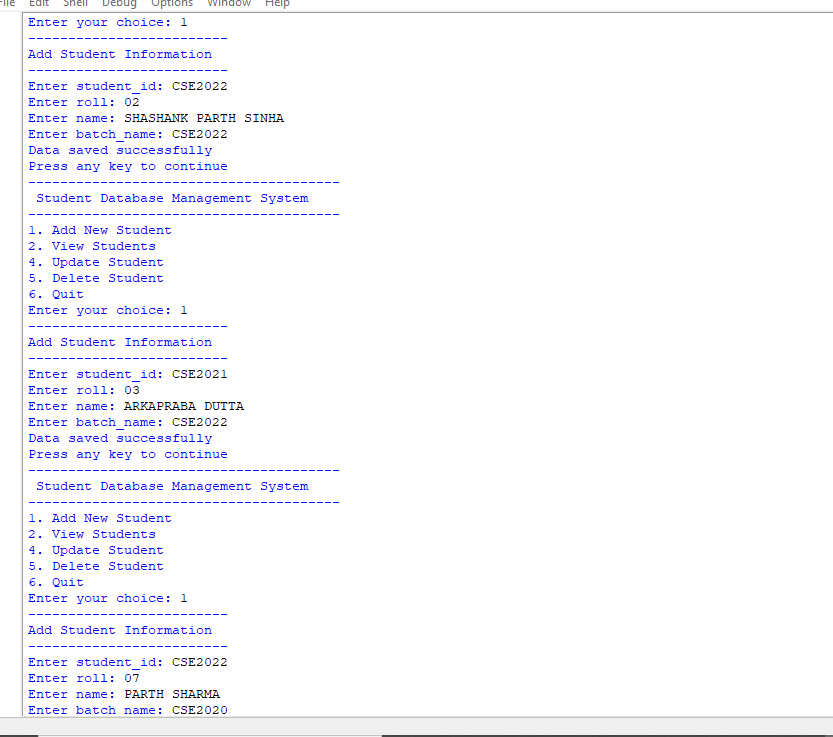 File Edit Shell Debug Options Window Help
Enter your choice: 1
-------------------------
Add Student Information
-------------------------
Enter student_id: CSE2022
Enter roll: 02
Enter name: SHASHANK PARTH SINHA
Enter batch_name: CSE2022
Data saved successfully
Press any key to continue
---------------------------------------
 Student Database Management System
---------------------------------------
1. Add New Student
2. View Students
4. Update Student
5. Delete Student
6. Quit
Enter your choice: 1
-------------------------
Add Student Information
-------------------------
Enter student_id: CSE2021
Enter roll: 03
Enter name: ARKAPRABA DUTTA
Enter batch_name: CSE2022
Data saved successfully
Press any key to continue
---------------------------------------
 Student Database Management System
---------------------------------------
1. Add New Student
2. View Students
4. Update Student
5. Delete Student
6. Quit
Enter your choice: 1
-------------------------
Add Student Information
-------------------------
Enter student_id: CSE2022
Enter roll: 07
Enter name: PARTH SHARMA
Enter batch name: CSE2020